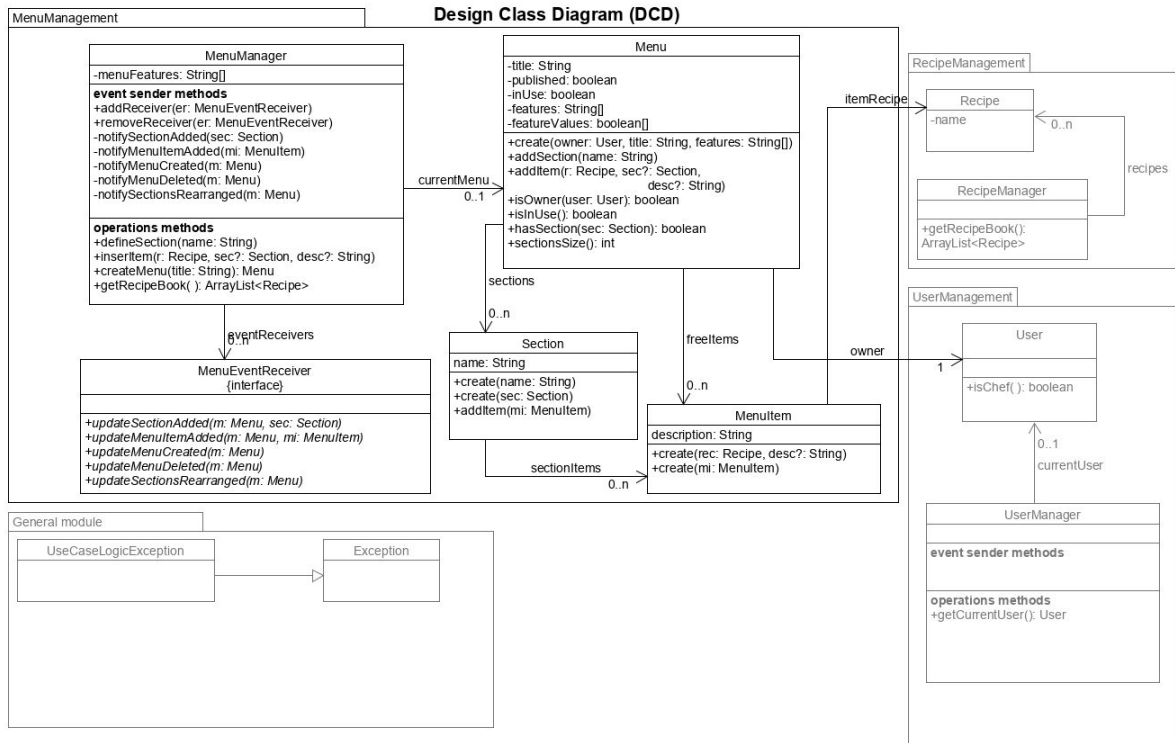 Design Class Diagram (DCD)
MenuManagement
MenuManager
-menuFeatures: String[]
event sender methods
+addReceiver(er: MenuEventReceiver)
+removeReceiver(er: MenuEventReceiver)
-notifySectionAdded(sec: Section)
-notifyMenuItemAdded(mi: MenuItem)
-notifyMenuCreated(m: Menu)
-notifyMenuDeleted(m: Menu)
-notifySectionsRearranged(m: Menu)
operations methods
+defineSection(name: String)
+inserItem(r: Recipe, sec?: Section, desc?: String)
+createMenu(title: String): Menu
+getRecipeBook( ): ArrayList<Recipe>
currentMenu
0..1
Menu
-title: String
-published: boolean
-inUse: boolean
-features: String[]
-featureValues: boolean[]
+create(owner: User, title: String, features: String[])
+addSection(name: String)
+addItem(r: Recipe, sec?: Section,
desc?: String)
+isOwner(user: User): boolean
+isInUse(): boolean
+hasSection(sec: Section): boolean
+sectionsSize(): int
itemRecipe
RecipeManagement
Recipe
-name
0..n
recipes
RecipeManager
+getRecipeBook():
ArrayList<Recipe>
eventReceivers
0..n
sections
0..n
freeItems
0..n
owner
1
MenuEventReceiver
{interface}
+updateSectionAdded(m: Menu, sec: Section)
+updateMenuItemAdded(m: Menu, mi: MenuItem)
+updateMenuCreated(m: Menu)
+updateMenuDeleted(m: Menu)
+updateSectionsRearranged(m: Menu)
Section
name: String
+create(name: String)
+create(sec: Section)
+addItem(mi: MenuItem)
sectionItems
0..n
MenuItem
description: String
+create(rec: Recipe, desc?: String)
+create(mi: MenuItem)
UserManagement
User
+isChef( ): boolean
0..1
currentUser
UserManager
event sender methods
operations methods
+getCurrentUser(): User
General module
UseCaseLogicException
Exception